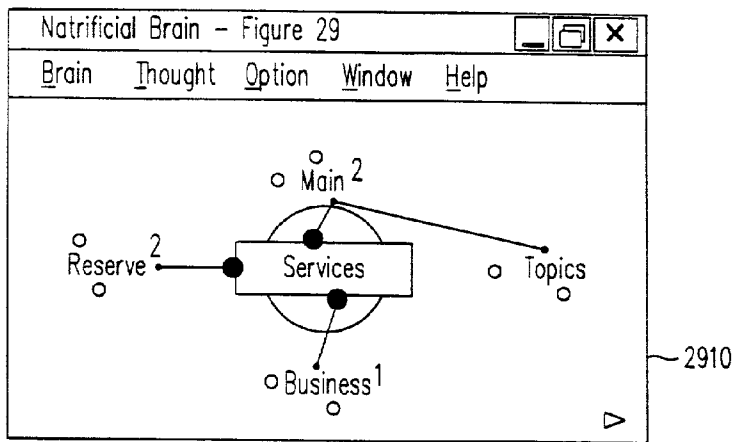 Natrificial Brain - Figure 29
Brain Thought Option Window Help
Main 2
Reserve 2
Services
Topics
Business 1
2910